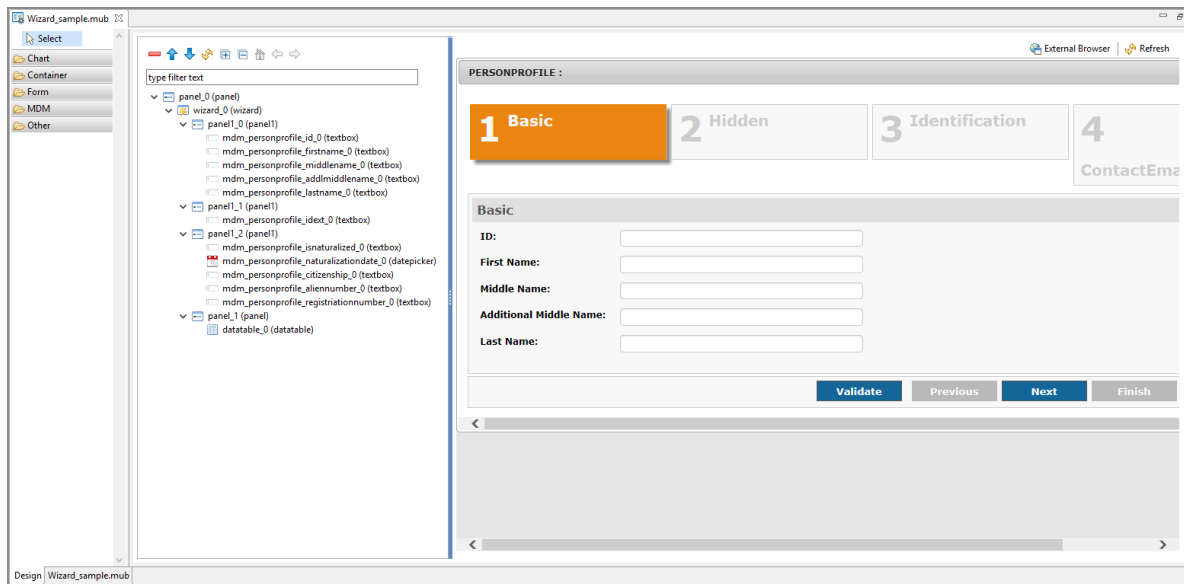 Wizard_sample.mub
Select
Chart
Container
Form
MDM
Other
type filter text
panel_0 (panel)
wizard_0 (wizard)
panel1_0 (panel1)
mdm_personprofile_id_0 (textbox)
mdm_personprofile_firstname_0 (textbox)
mdm_personprofile_middlename_0 (textbox)
mdm_personprofile_addlmiddlename_0 (textbox)
mdm_personprofile_lastname_0 (textbox)
panel1_1 (panel1)
mdm_personprofile_idext_0 (textbox)
panel1_2 (panel1)
mdm_personprofile_isnaturalized_0 (textbox)
mdm_personprofile_naturalizationdate_0 (datepicker)
mdm_personprofile_citizenship_0 (textbox)
mdm_personprofile_aliennumber_0 (textbox)
mdm_personprofile_registriationnumber_0 (textbox)
panel_1 (panel)
datatable_0 (datatable)
External Browser
Refresh
PERSONPROFILE :
1 Basic
2 Hidden
3 Identification
4
ContactEma
Basic
ID:
First Name:
Middle Name:
Additional Middle Name:
Last Name:
Validate
Previous
Next
Finish
Design
Wizard_sample.mub